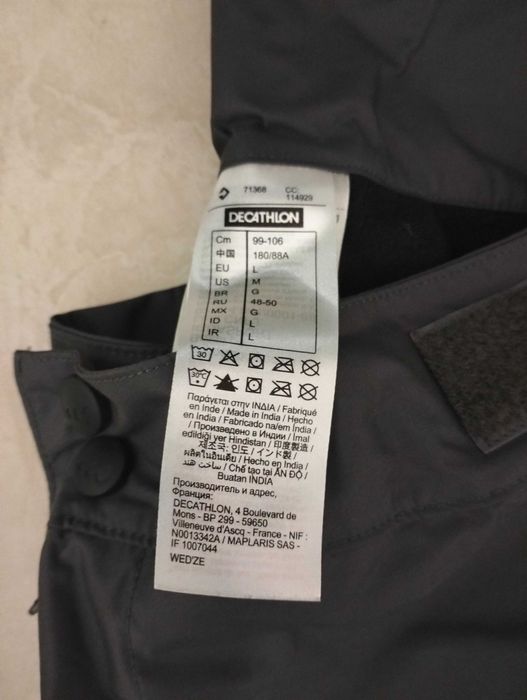 71368 CC:
114929
DECATHLON
Cm 99-106
中国 180/88A
EU L
US M
BR G
RU 48-50
MX G
ID L
IR L
30
30°C
Παράγεται στην ΙΝΔΙΑ / Fabriqué
en Inde / Made in India / Hecho
en India / Fabricado na/em India /
/ Произведено в Индии / İmal
edildiği yer Hindistan / 印度製造 /
제조국: 인도 / インド製 /
ผลิตในอินเดีย / Hecho en India
/ ساخت هند / Chế tạo tại ẤN ĐỘ /
Buatan INDIA
Производитель и адрес,
Франция:
DECATHLON, 4 Boulevard de
Mons - BP 299 - 59650
Villeneuve d'Ascq - France - NIF :
N0013342A / MAPLARIS SAS -
IF 1007044
WED'ZE